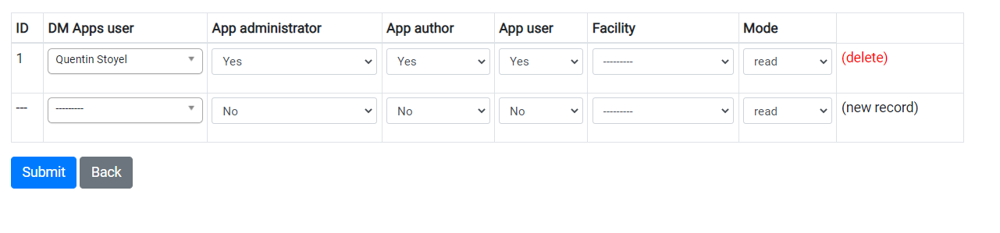 ID DM Apps user App administrator App author App user Facility Mode
1 Quentin Stoyel Yes Yes Yes --------- read (delete)
--- --------- No No No --------- read (new record)
Submit Back